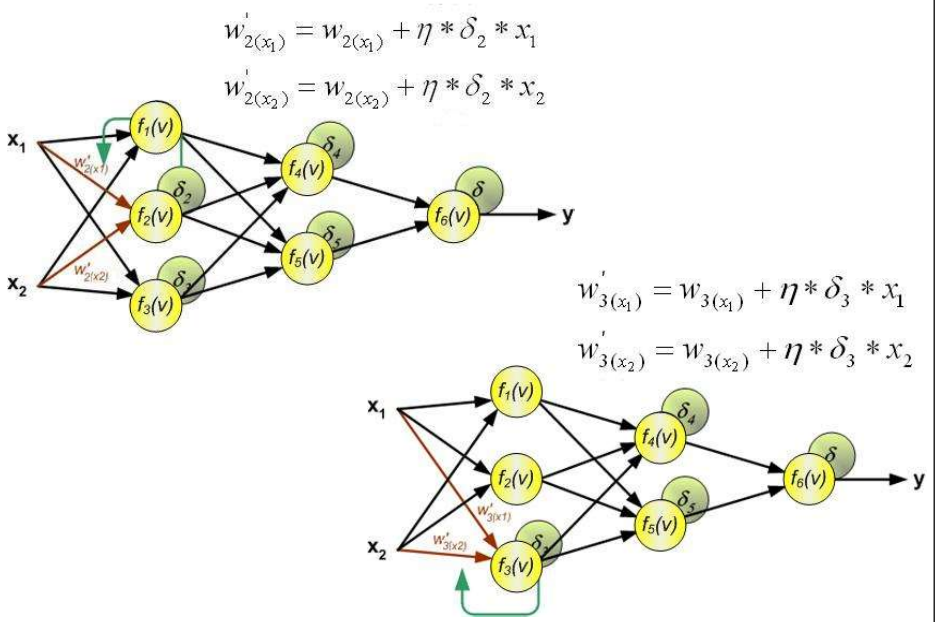 w'2(x1) = w2(x1) + η * δ2 * x1
w'2(x2) = w2(x2) + η * δ2 * x2
f1(v)
x1
w'2(x1)
δ4
f4(v)
δ2
δ
f2(v)
f6(v)
y
δ5
f5(v)
w'2(x2)
x2
δ3
f3(v)
w'3(x1) = w3(x1) + η * δ3 * x1
w'3(x2) = w3(x2) + η * δ3 * x2
f1(v)
x1
δ4
f4(v)
δ
f2(v)
f6(v)
y
w'3(x1)
δ5
f5(v)
x2
w'3(x2)
δ3
f3(v)